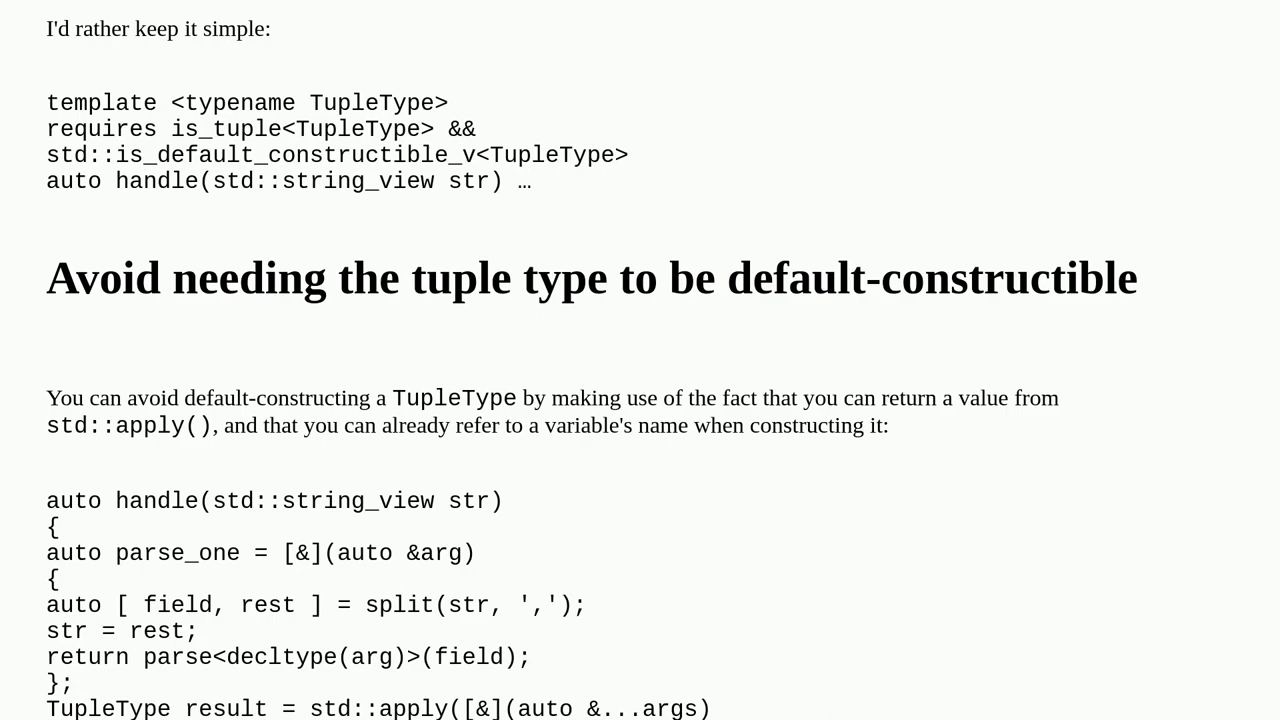 I'd rather keep it simple:
template <typename TupleType>
requires is_tuple<TupleType> &&
std::is_default_constructible_v<TupleType>
auto handle(std::string_view str) …
Avoid needing the tuple type to be default-constructible
You can avoid default-constructing a TupleType by making use of the fact that you can return a value from
std::apply(), and that you can already refer to a variable's name when constructing it:
auto handle(std::string_view str)
{
auto parse_one = [&](auto &arg)
{
auto [ field, rest ] = split(str, ',');
str = rest;
return parse<decltype(arg)>(field);
};
TupleType result = std::apply([&](auto &...args)